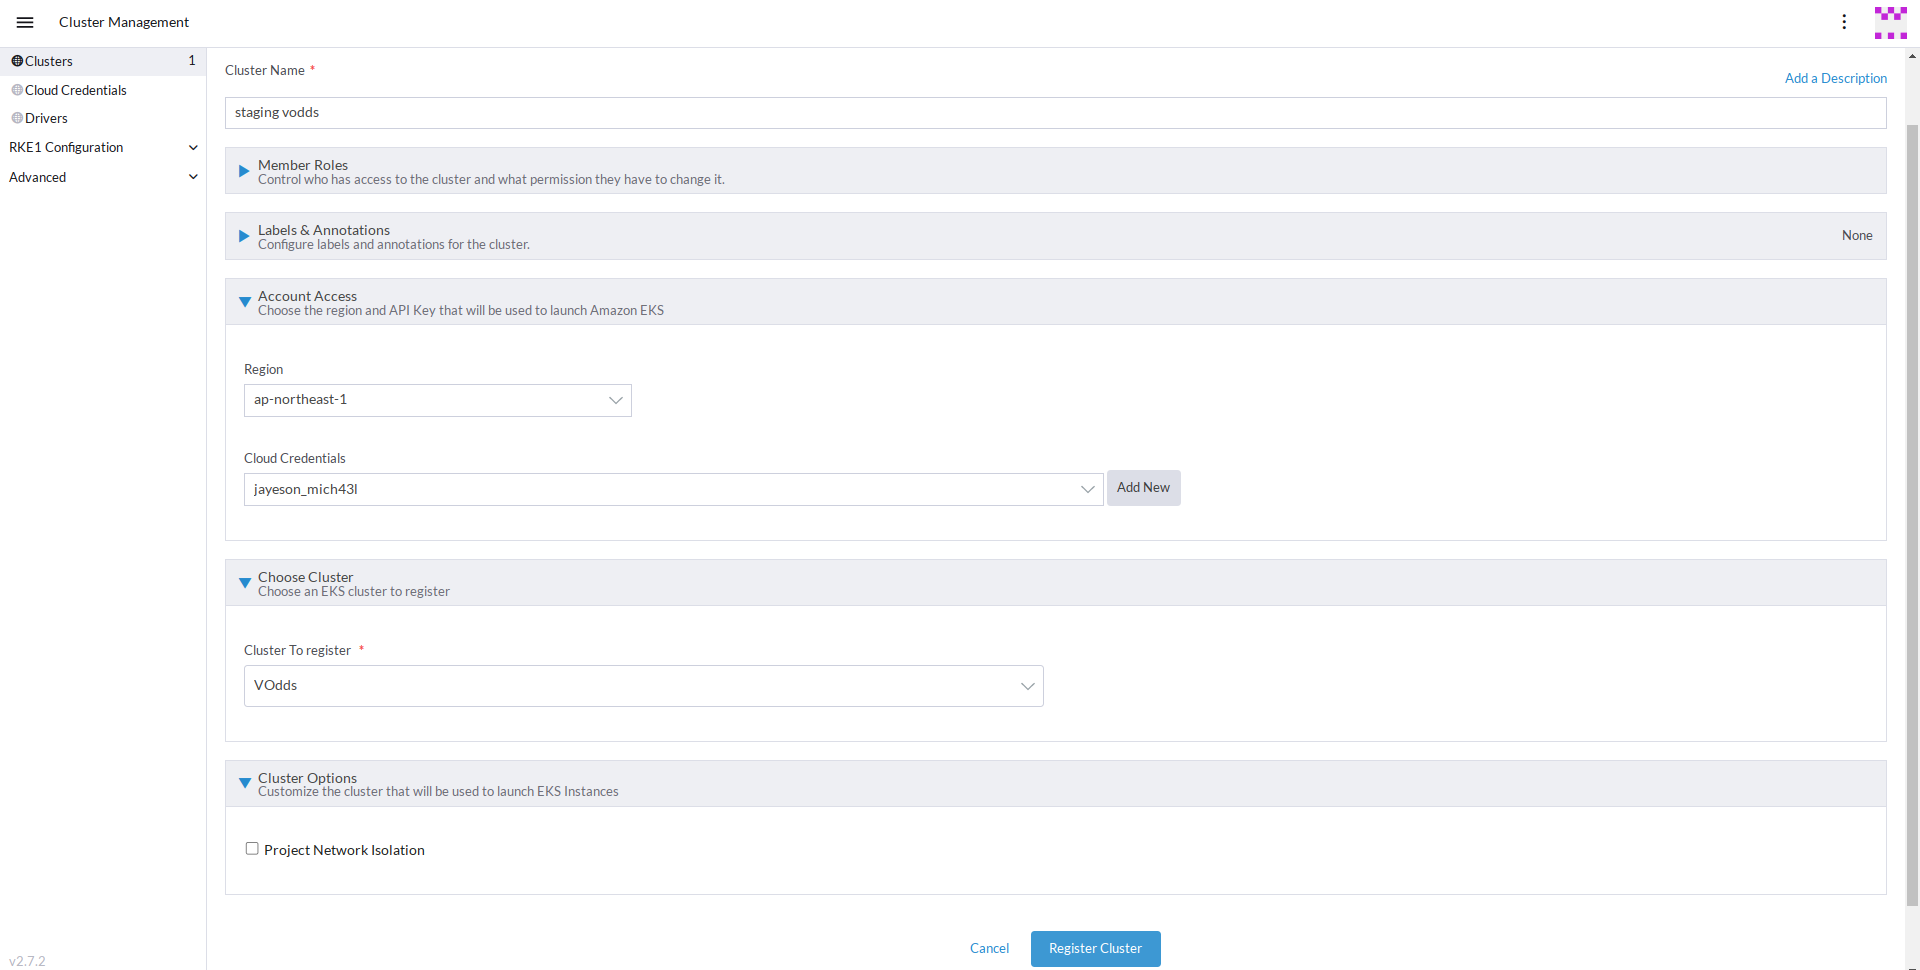 Cluster Management
Clusters 1
Cloud Credentials
Drivers
RKE1 Configuration
Advanced
v2.7.2
Cluster Name *
Add a Description
staging vodds
Member Roles
Control who has access to the cluster and what permission they have to change it.
Labels & Annotations
Configure labels and annotations for the cluster.
None
Account Access
Choose the region and API Key that will be used to launch Amazon EKS
Region
ap-northeast-1
Cloud Credentials
jayeson_mich43l
Add New
Choose Cluster
Choose an EKS cluster to register
Cluster To register *
VOdds
Cluster Options
Customize the cluster that will be used to launch EKS Instances
Project Network Isolation
Cancel
Register Cluster